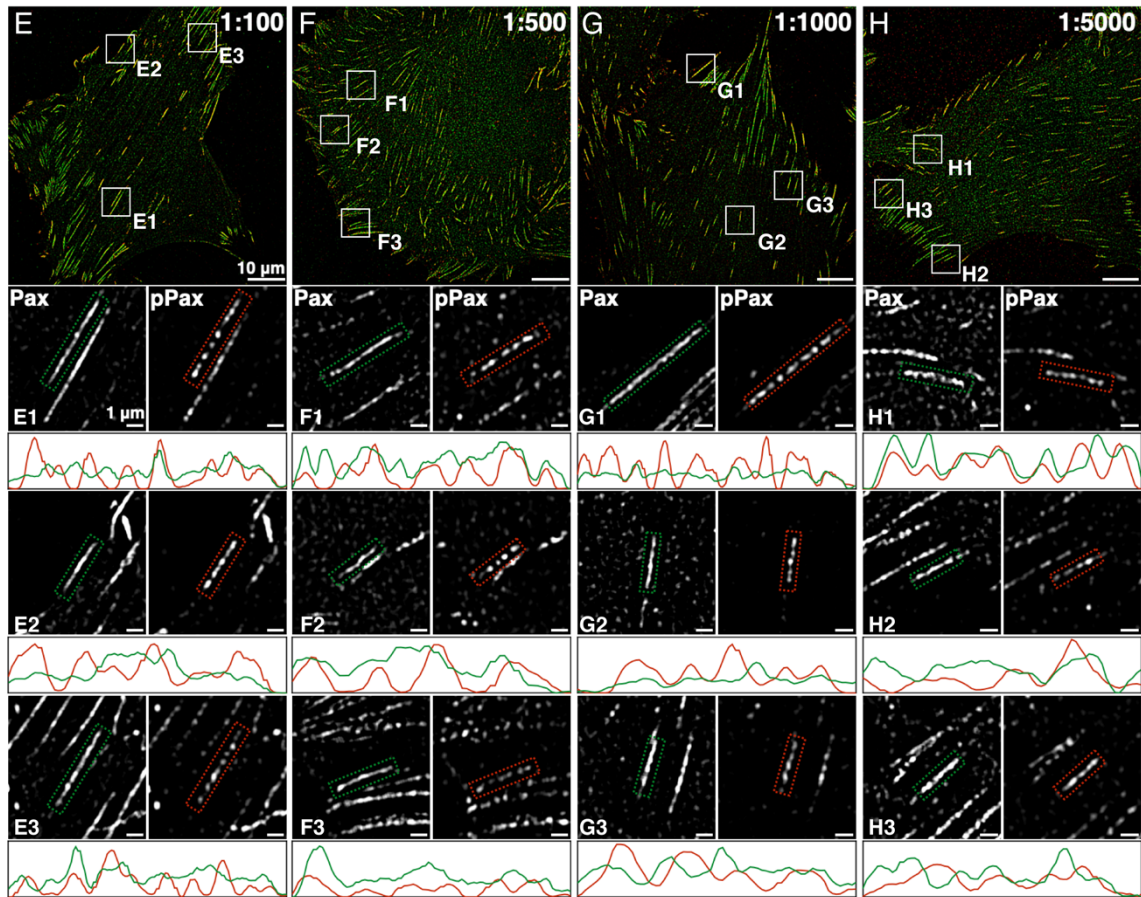 E 1:100 F 1:500 G 1:1000 H 1:5000
E2 E3 F1 G1
F2 H1
E1 F3 G2 G3 H3
10 µm H2
Pax pPax Pax pPax Pax pPax Pax pPax
E1 1 µm F1 G1 H1
E2 F2 G2 H2
E3 F3 G3 H3